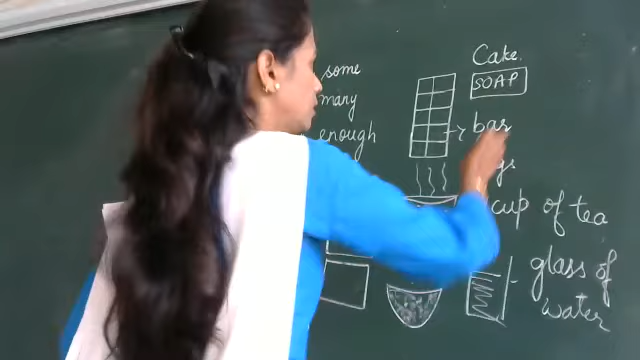 some
many
enough
Cake.
SOAP
bar
cup of tea
glass of
water